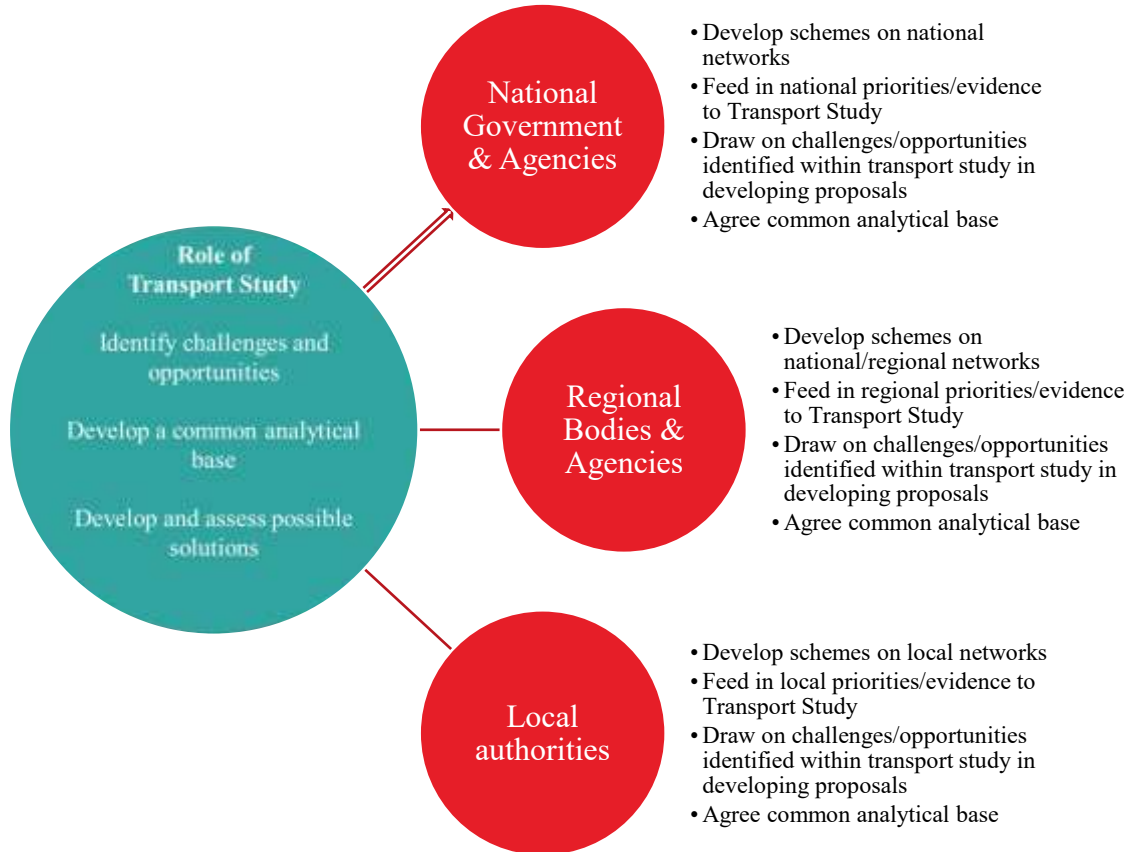 Role of
Transport Study
Identify challenges and
opportunities
Develop a common analytical
base
Develop and assess possible
solutions
National
Government
& Agencies
• Develop schemes on national
networks
• Feed in national priorities/evidence
to Transport Study
• Draw on challenges/opportunities
identified within transport study in
developing proposals
• Agree common analytical base
Regional
Bodies &
Agencies
• Develop schemes on
national/regional networks
• Feed in regional priorities/evidence
to Transport Study
• Draw on challenges/opportunities
identified within transport study in
developing proposals
• Agree common analytical base
Local
authorities
• Develop schemes on local networks
• Feed in local priorities/evidence to
Transport Study
• Draw on challenges/opportunities
identified within transport study in
developing proposals
• Agree common analytical base